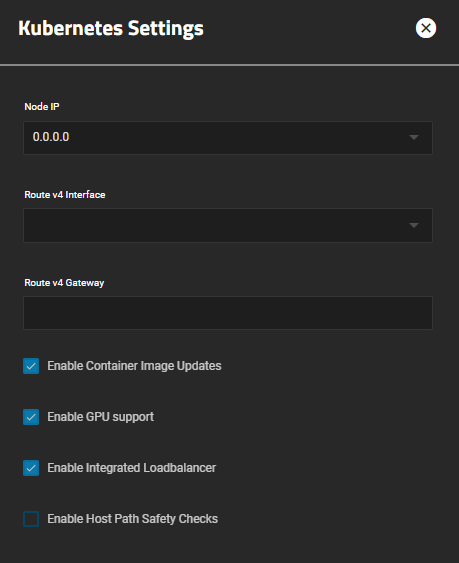 Kubernetes Settings
Node IP
0.0.0.0
Route v4 Interface
Route v4 Gateway
Enable Container Image Updates
Enable GPU support
Enable Integrated Loadbalancer
Enable Host Path Safety Checks